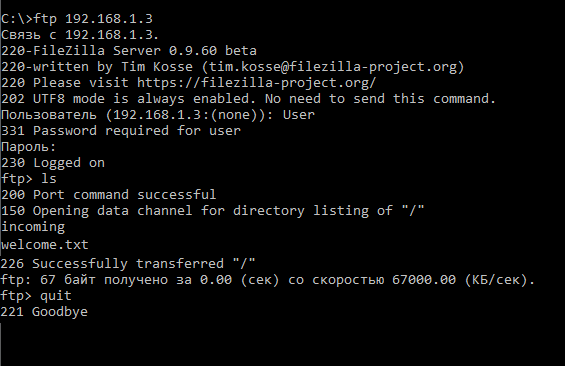 C:\>ftp 192.168.1.3
Связь с 192.168.1.3.
220-FileZilla Server 0.9.60 beta
220-written by Tim Kosse (tim.kosse@filezilla-project.org)
220 Please visit https://filezilla-project.org/
202 UTF8 mode is always enabled. No need to send this command.
Пользователь (192.168.1.3:(none)): User
331 Password required for user
Пароль:
230 Logged on
ftp> ls
200 Port command successful
150 Opening data channel for directory listing of "/"
incoming
welcome.txt
226 Successfully transferred "/"
ftp: 67 байт получено за 0.00 (сек) со скоростью 67000.00 (КБ/сек).
ftp> quit
221 Goodbye